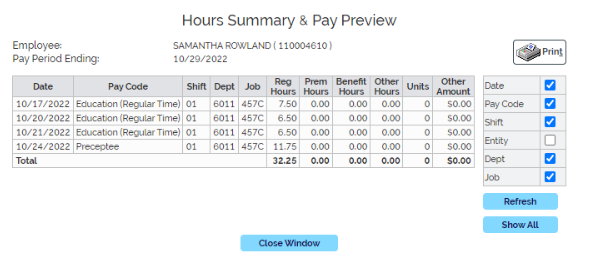 Hours Summary & Pay Preview
Employee: SAMANTHA ROWLAND ( 110004610 )
Pay Period Ending: 10/29/2022
Print
Date Pay Code Shift Dept Job Reg Hours Prem Hours Benefit Hours Other Hours Units Other Amount
10/17/2022 Education (Regular Time) 01 6011 457C 7.50 0.00 0.00 0.00 0 $0.00
10/20/2022 Education (Regular Time) 01 6011 457C 6.50 0.00 0.00 0.00 0 $0.00
10/21/2022 Education (Regular Time) 01 6011 457C 6.50 0.00 0.00 0.00 0 $0.00
10/24/2022 Preceptee 01 6011 457C 11.75 0.00 0.00 0.00 0 $0.00
Total 32.25 0.00 0.00 0.00 0 $0.00
Date
Pay Code
Shift
Entity
Dept
Job
Refresh
Show All
Close Window